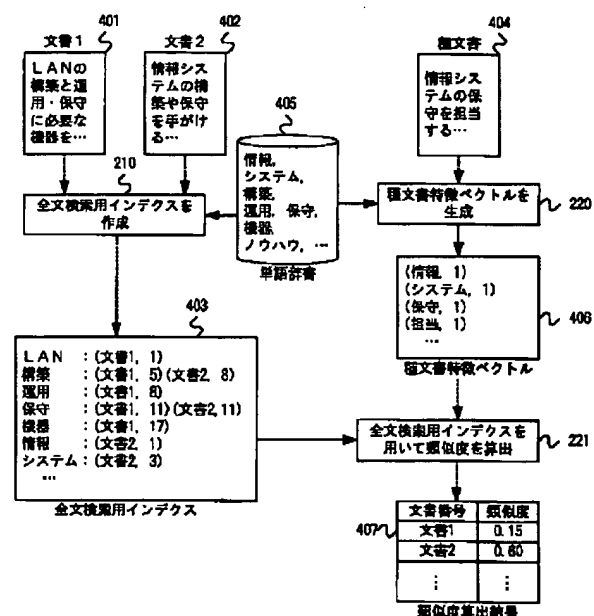 401
文書1
LANの
構築と運
用・保守
に必要な
機器を…
文書2
402
情報シス
テムの構
築や保守
を手がけ
る…
404
種文書
情報シス
テムの保
守を担当
する…
405
情報,
システム,
構築,
運用, 保守,
機器,
ノウハウ, …
単語辞書
210
全文検索用インデクスを
作成
種文書特徴ベクトルを
生成
220
(情報, 1)
(システム, 1)
(保守, 1)
(担当, 1)
…
406
種文書特徴ベクトル
403
LAN :(文書1, 1)
構築 :(文書1, 5)(文書2, 8)
運用 :(文書1, 8)
保守 :(文書1, 11)(文書2,11)
機器 :(文書1, 17)
情報 :(文書2, 1)
システム:(文書2, 3)
…
全文検索用インデクス
全文検索用インデクスを
用いて類似度を算出
221
407
文書番号 類似度
文書1 0.15
文書2 0.60
⋮ ⋮
類似度算出結果